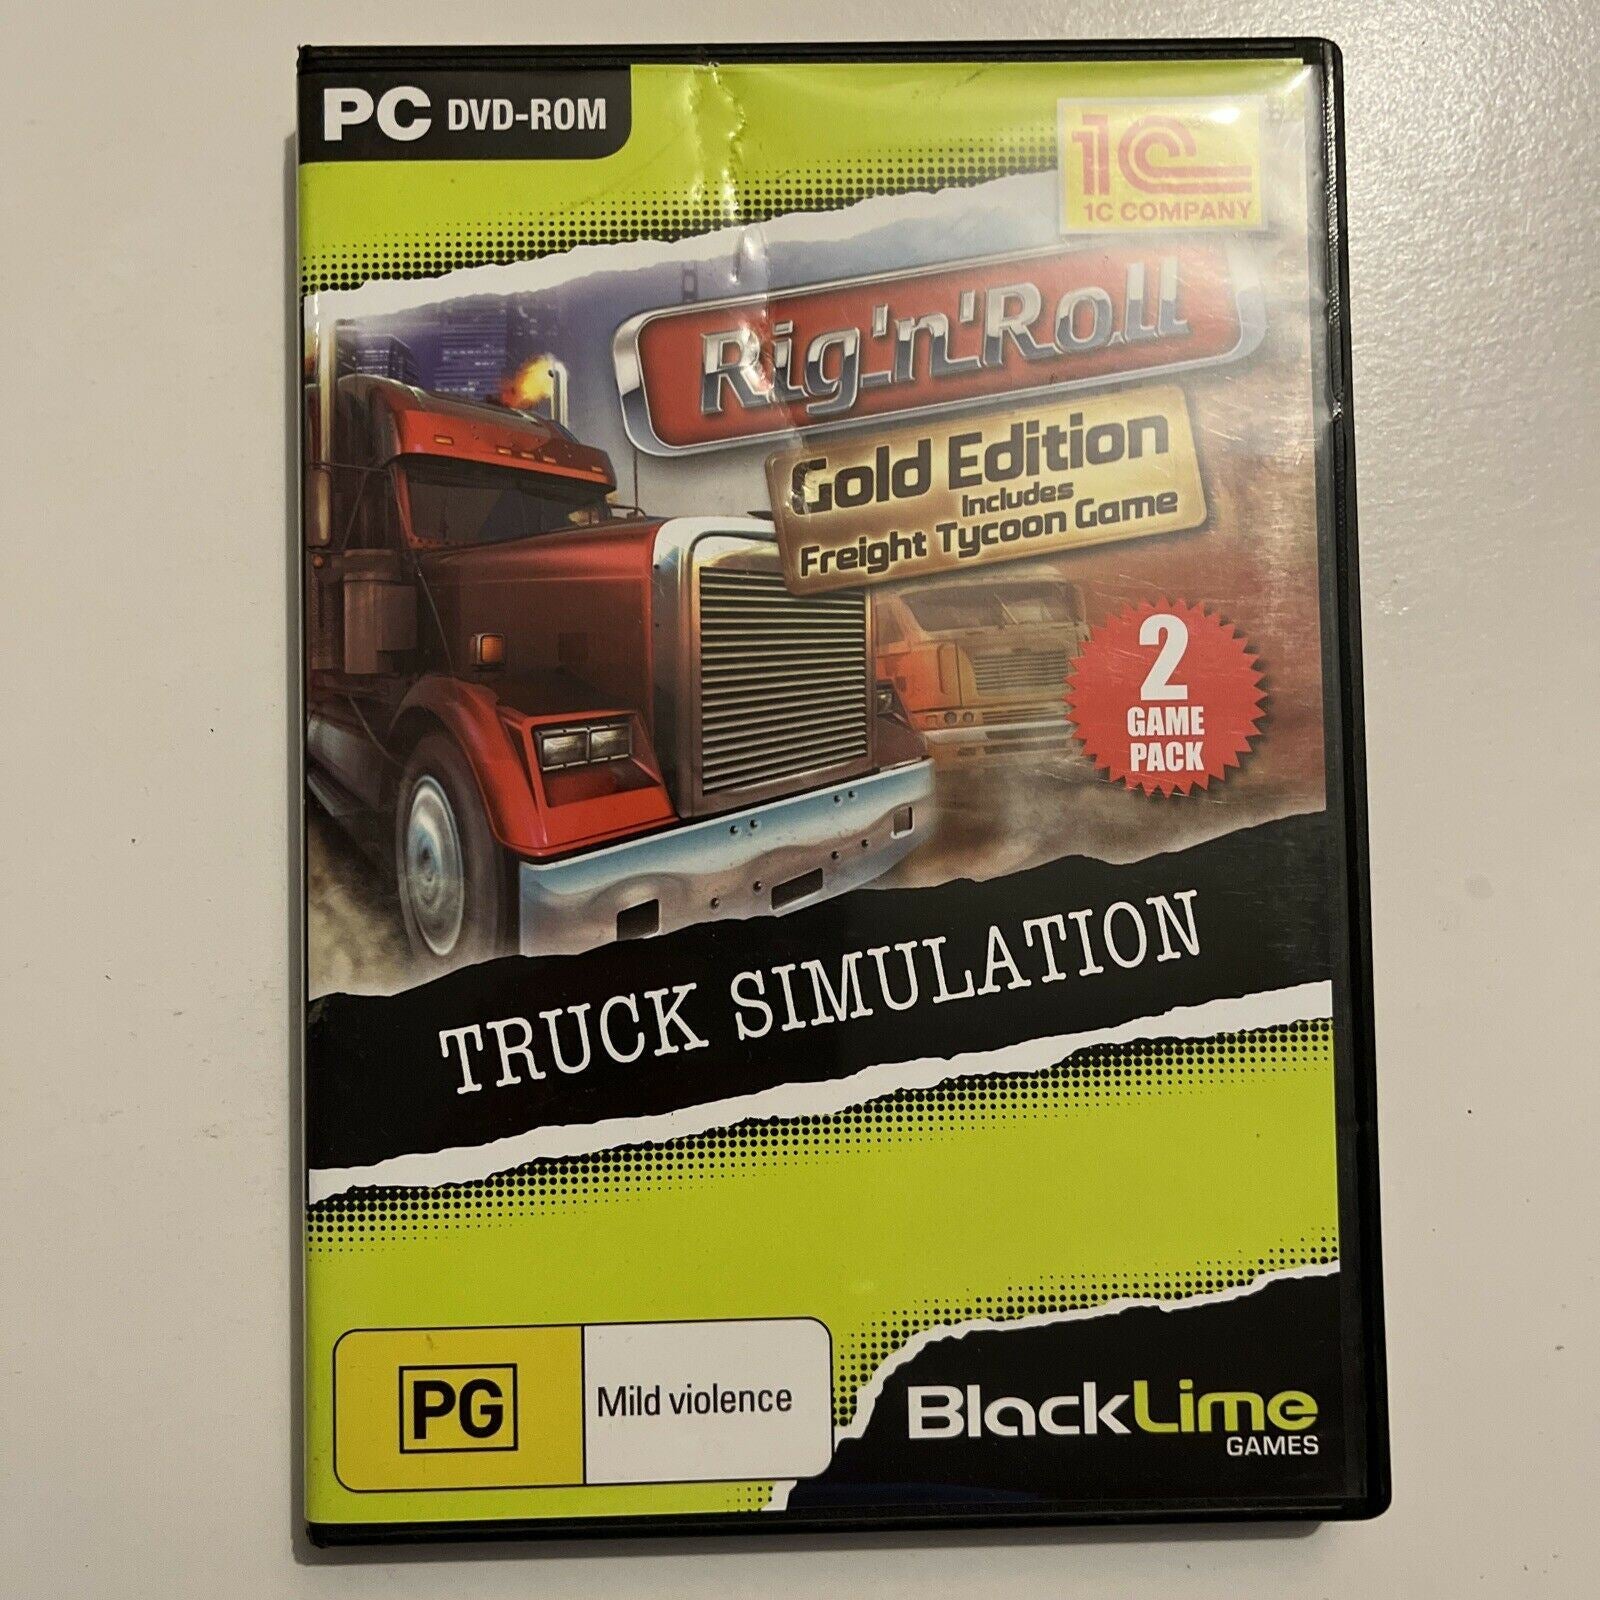 PC DVD-ROM
1C
1C COMPANY
Rig'n'Roll
Gold Edition
Includes
Freight Tycoon Game
2
GAME
PACK
TRUCK SIMULATION
PG
Mild violence
BlackLime
GAMES